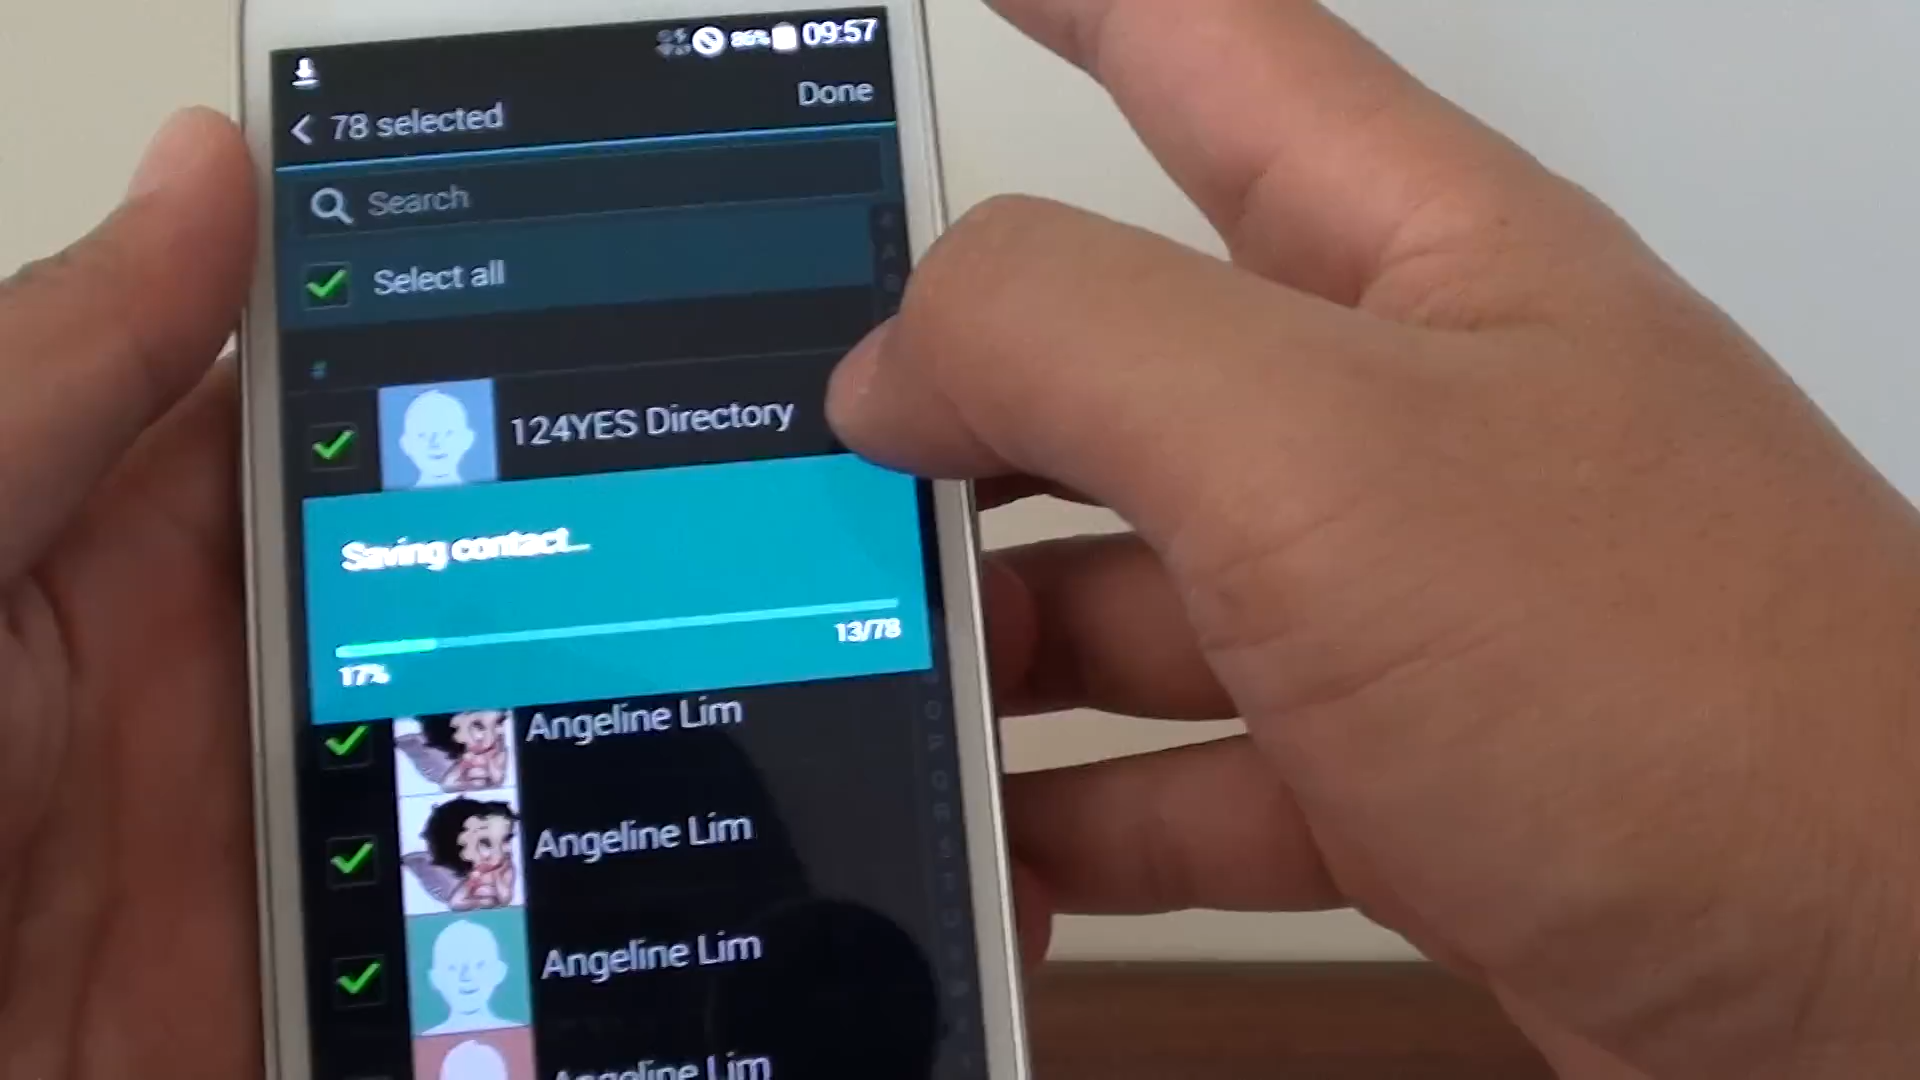 86% 09:57
78 selected
Done
Search
Select all
#
124YES Directory
Saving contact...
13/78
17%
Angeline Lim
Angeline Lim
Angeline Lim
Angeline Lim